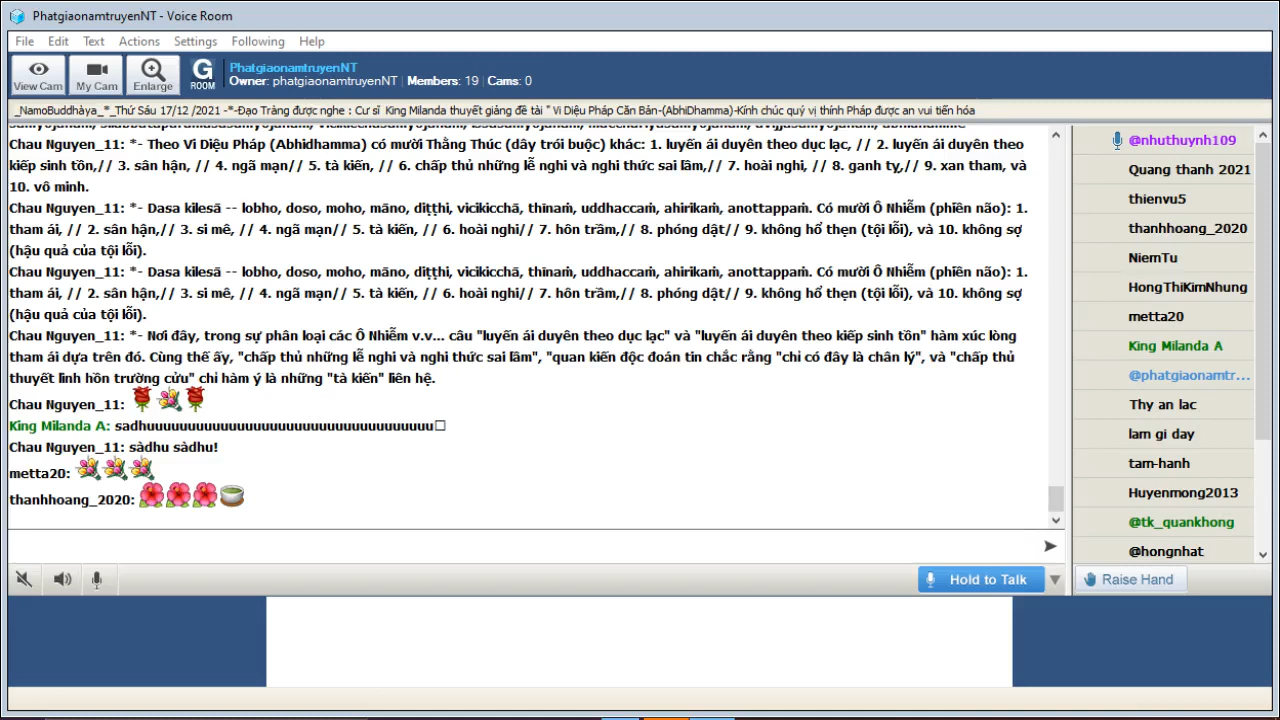 PhatgiaonamtruyenNT - Voice Room
File Edit Text Actions Settings Following Help
View Cam My Cam Enlarge G ROOM
PhatgiaonamtruyenNT
Owner: phatgiaonamtruyenNT | Members: 19 | Cams: 0
_NamoBuddhàya_*_Thứ Sáu 17/12 /2021 -*-Đạo Tràng được nghe : Cư sĩ King Milanda thuyết giảng đề tài " Vi Diệu Pháp Căn Bản-(AbhiDhamma)-Kính chúc quý vị thính Pháp được an vui tiến hóa
Chau Nguyen_11: *- Theo Vi Diệu Pháp (Abhidhamma) có mười Thằng Thúc (dây trói buộc) khác: 1. luyến ái duyên theo dục lạc, // 2. luyến ái duyên theo
kiếp sinh tồn,// 3. sân hận, // 4. ngã mạn// 5. tà kiến, // 6. chấp thủ những lễ nghi và nghi thức sai lầm,// 7. hoài nghi, // 8. ganh tỵ,// 9. xan tham, và
10. vô minh.
Chau Nguyen_11: *- Dasa kilesā -- lobho, doso, moho, māno, diṭṭhi, vicikicchā, thīnaṁ, uddhaccaṁ, ahirikaṁ, anottappaṁ. Có mười Ô Nhiễm (phiền não): 1.
tham ái, // 2. sân hận,// 3. si mê, // 4. ngã mạn// 5. tà kiến, // 6. hoài nghi// 7. hôn trầm,// 8. phóng dật// 9. không hổ thẹn (tội lỗi), và 10. không sợ
(hậu quả của tội lỗi).
Chau Nguyen_11: *- Dasa kilesā -- lobho, doso, moho, māno, diṭṭhi, vicikicchā, thīnaṁ, uddhaccaṁ, ahirikaṁ, anottappaṁ. Có mười Ô Nhiễm (phiền não): 1.
tham ái, // 2. sân hận,// 3. si mê, // 4. ngã mạn// 5. tà kiến, // 6. hoài nghi// 7. hôn trầm,// 8. phóng dật// 9. không hổ thẹn (tội lỗi), và 10. không sợ
(hậu quả của tội lỗi).
Chau Nguyen_11: *- Nơi đây, trong sự phân loại các Ô Nhiễm v.v... câu "luyến ái duyên theo dục lạc" và "luyến ái duyên theo kiếp sinh tồn" hàm xúc lòng
tham ái dựa trên đó. Cùng thế ấy, "chấp thủ những lễ nghi và nghi thức sai lầm", "quan kiến độc đoán tin chắc rằng "chỉ có đây là chân lý", và "chấp thủ
thuyết linh hồn trường cửu" chỉ hàm ý là những "tà kiến" liên hệ.
Chau Nguyen_11:
King Milanda A: sadhuuuuuuuuuuuuuuuuuuuuuuuuuuuuuuuuuuu
Chau Nguyen_11: sàdhu sàdhu!
metta20:
thanhhoang_2020:
@nhuthuynh109
Quang thanh 2021
thienvu5
thanhhoang_2020
NiemTu
HongThiKimNhung
metta20
King Milanda A
@phatgiaonamtr...
Thy an lac
lam gi day
tam-hanh
Huyenmong2013
@tk_quankhong
@hongnhat
Hold to Talk
Raise Hand